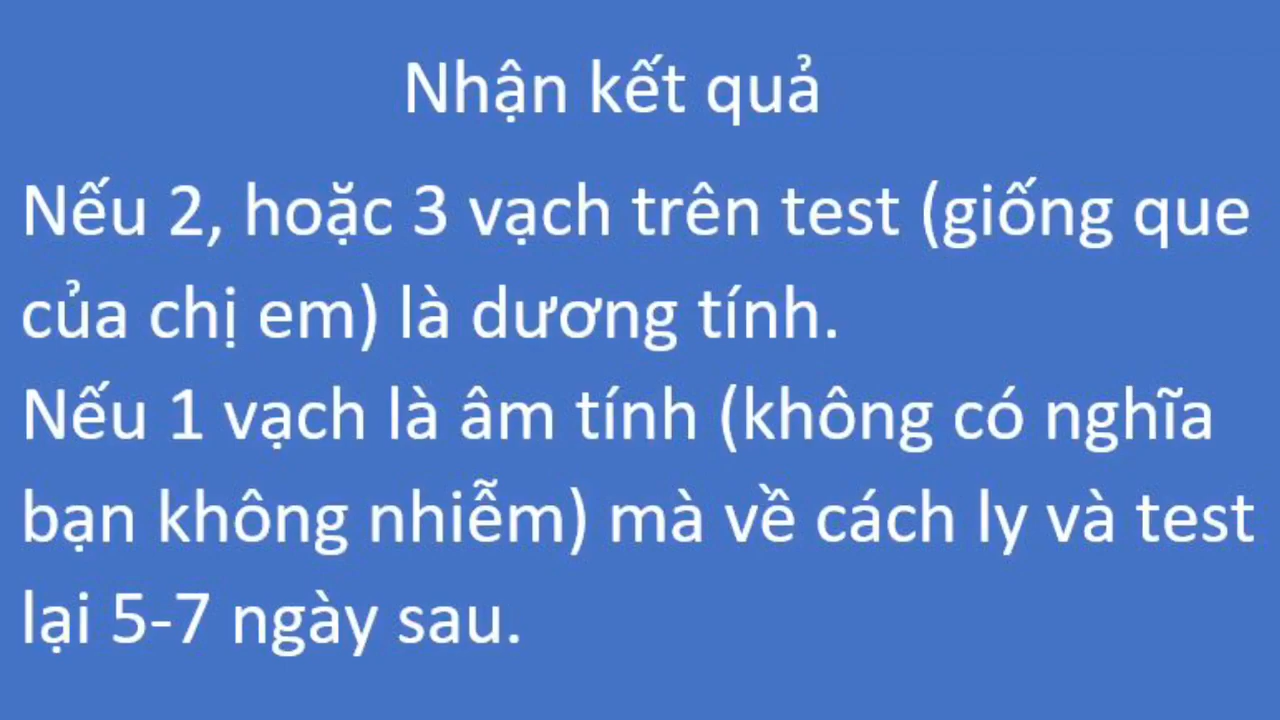 Nhận kết quả
Nếu 2, hoặc 3 vạch trên test (giống que
của chị em) là dương tính.
Nếu 1 vạch là âm tính (không có nghĩa
bạn không nhiễm) mà về cách ly và test
lại 5-7 ngày sau.